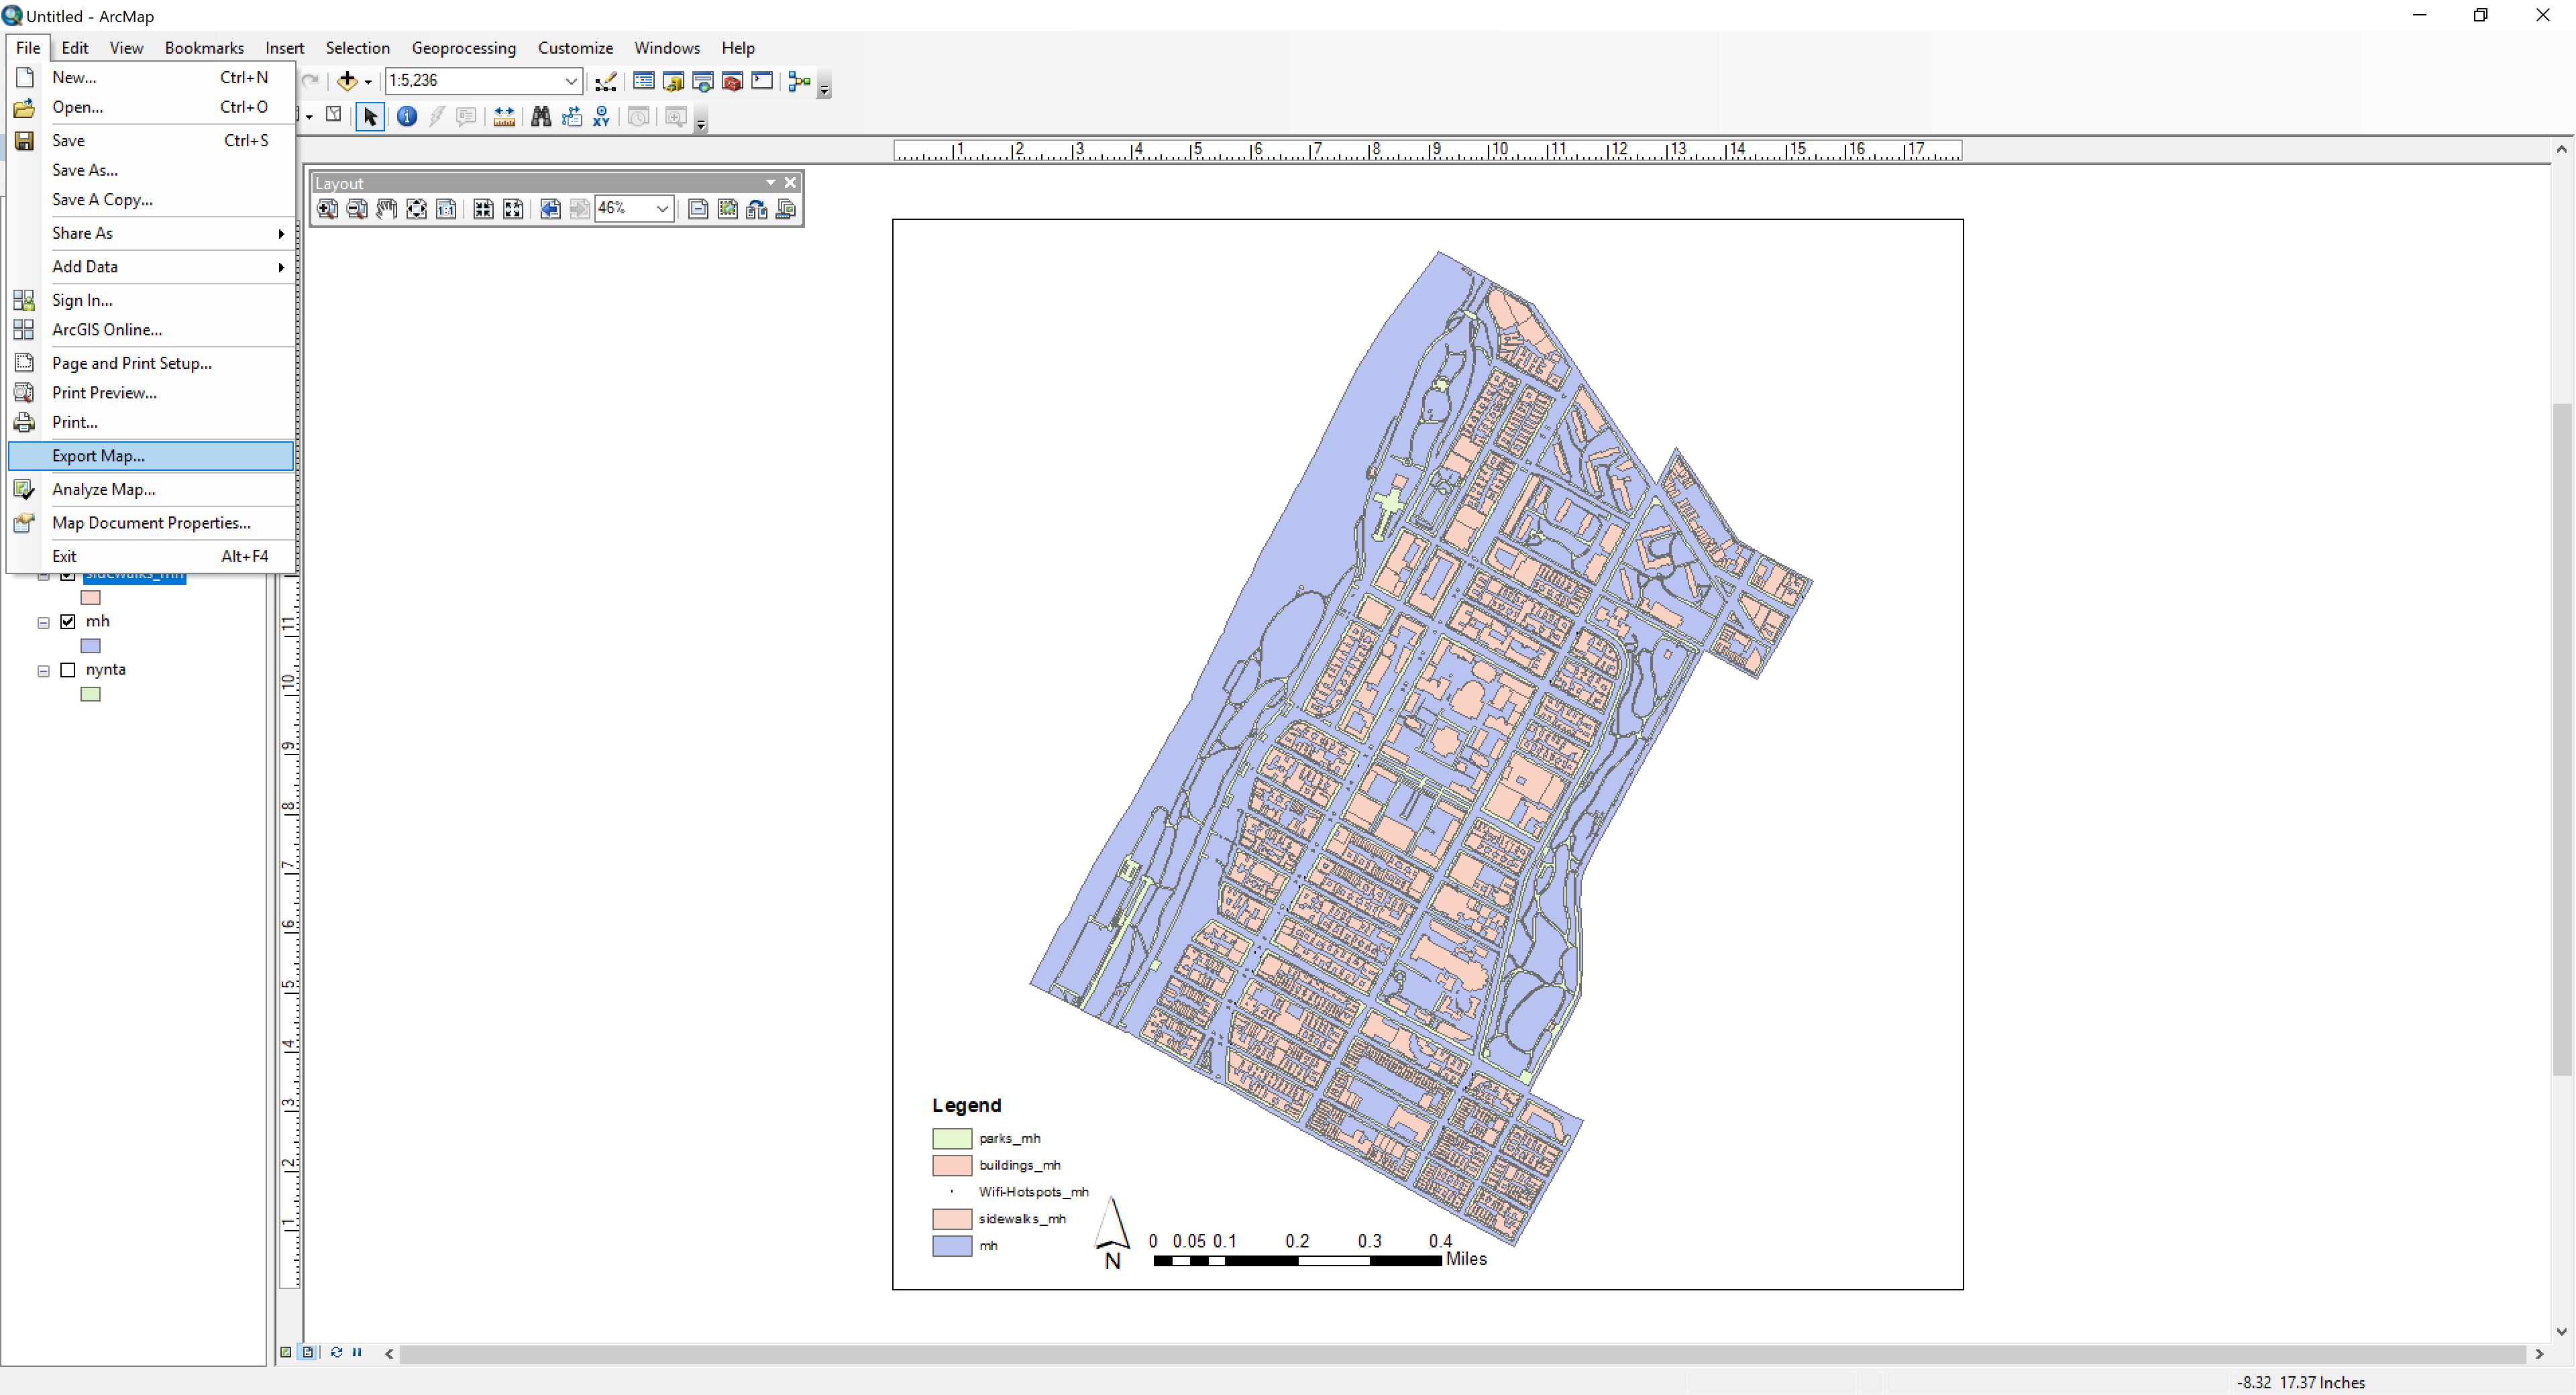 Untitled - ArcMap
File Edit View Bookmarks Insert Selection Geoprocessing Customize Windows Help
New... Ctrl+N
1:5,236
Open... Ctrl+O
Save Ctrl+S
1 2 3 4 5 6 7 8 9 10 11 12 13 14 15 16 17
Save As...
Layout
Save A Copy...
1:1
46%
Share As
Add Data
Sign In...
ArcGIS Online...
Page and Print Setup...
Print Preview...
Print...
Export Map...
Analyze Map...
Map Document Properties...
Exit Alt+F4
sidewalks_mh
mh
nynta
11
10
9
8
7
6
5
4
3
2
1
Legend
parks_mh
buildings_mh
Wifi-Hotspots_mh
sidewalks_mh
mh
N
0 0.05 0.1 0.2 0.3 0.4
Miles
XY
-8.32 17.37 Inches